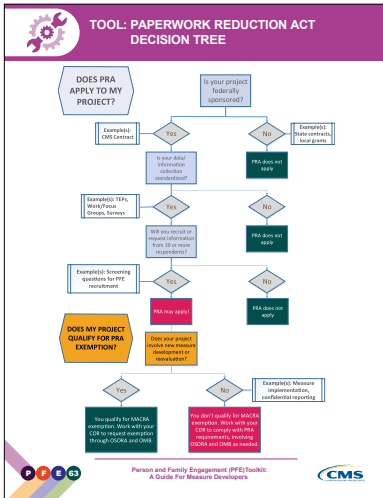 TOOL: PAPERWORK REDUCTION ACT
DECISION TREE
DOES PRA
APPLY TO MY
PROJECT?
Is your project
federally
sponsored?
Example(s):
CMS Contract
Yes
No
Example(s):
State contracts,
local grants
Is your data/
information
collection
standardized?
PRA does not
apply
Example(s): TEPs,
Work/Focus
Groups, Surveys
Yes
No
Will you recruit or
request information
from 10 or more
respondents?
PRA does not
apply
Example(s): Screening
questions for PFE
recruitment
Yes
No
PRA may apply!
PRA does not
apply
DOES MY PROJECT
QUALIFY FOR PRA
EXEMPTION?
Does your project
involve new measure
development or
reevaluation?
Yes
No
Example(s): Measure
implementation,
confidential reporting
You qualify for MACRA
exemption. Work with your
COR to request exemption
through OSORA and OMB.
You don't qualify for MACRA
exemption. Work with your
COR to comply with PRA
requirements, involving
OSORA and OMB as needed.
P F E 63
Person and Family Engagement (PFE)Toolkit:
A Guide For Measure Developers
CMS